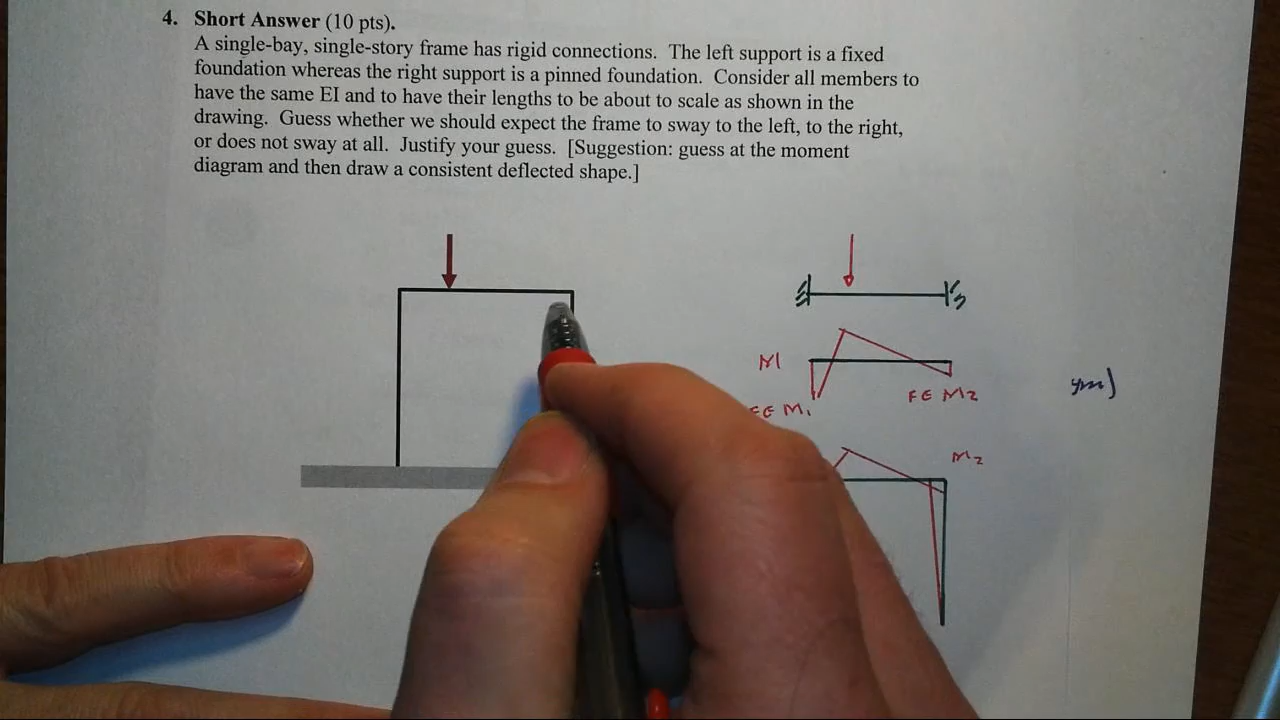 4. Short Answer (10 pts).
A single-bay, single-story frame has rigid connections. The left support is a fixed
foundation whereas the right support is a pinned foundation. Consider all members to
have the same EI and to have their lengths to be about to scale as shown in the
drawing. Guess whether we should expect the frame to sway to the left, to the right,
or does not sway at all. Justify your guess. [Suggestion: guess at the moment
diagram and then draw a consistent deflected shape.]
M
FEM2
M2